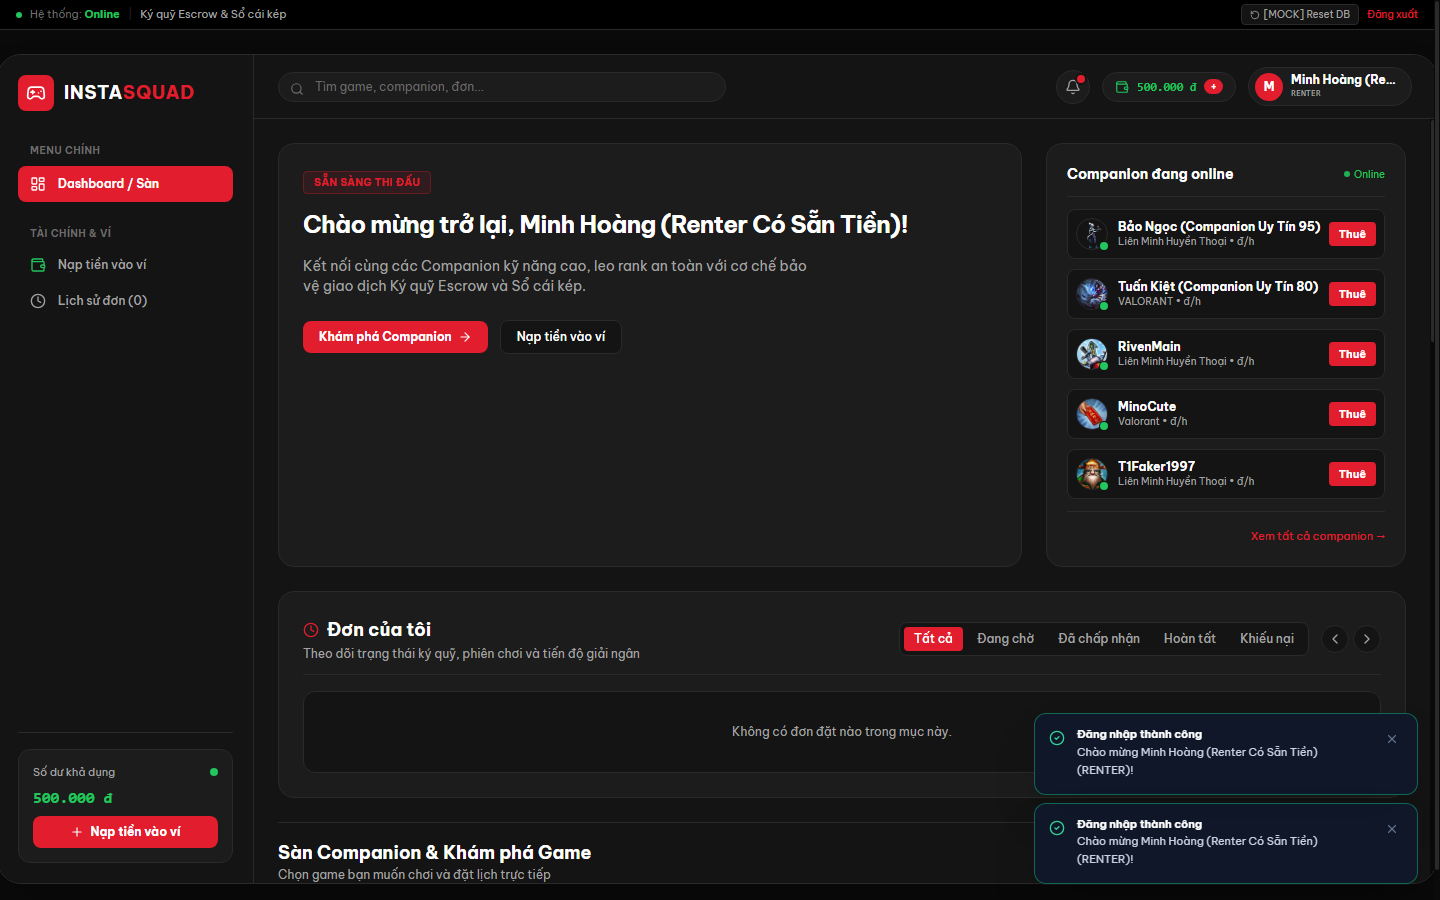 Hệ thống: Online
Ký quỹ Escrow & Sổ cái kép
[MOCK] Reset DB
Đăng xuất
INSTASQUAD
Tìm game, companion, đơn...
500.000 đ
+
M
Minh Hoàng (Re...
RENTER
MENU CHÍNH
Dashboard / Sàn
TÀI CHÍNH & VÍ
Nạp tiền vào ví
Lịch sử đơn (0)
Số dư khả dụng
500.000 đ
+ Nạp tiền vào ví
SẴN SÀNG THI ĐẤU
Chào mừng trở lại, Minh Hoàng (Renter Có Sẵn Tiền)!
Kết nối cùng các Companion kỹ năng cao, leo rank an toàn với cơ chế bảo
vệ giao dịch Ký quỹ Escrow và Sổ cái kép.
Khám phá Companion →
Nạp tiền vào ví
Companion đang online
Online
Bảo Ngọc (Companion Uy Tín 95)
Liên Minh Huyền Thoại • đ/h
Thuê
Tuấn Kiệt (Companion Uy Tín 80)
VALORANT • đ/h
Thuê
RivenMain
Liên Minh Huyền Thoại • đ/h
Thuê
MinoCute
Valorant • đ/h
Thuê
T1Faker1997
Liên Minh Huyền Thoại • đ/h
Thuê
Xem tất cả companion →
Đơn của tôi
Theo dõi trạng thái ký quỹ, phiên chơi và tiến độ giải ngân
Tất cả
Đang chờ
Đã chấp nhận
Hoàn tất
Khiếu nại
Không có đơn đặt nào trong mục này.
Sàn Companion & Khám phá Game
Chọn game bạn muốn chơi và đặt lịch trực tiếp
Đăng nhập thành công
Chào mừng Minh Hoàng (Renter Có Sẵn Tiền)
(RENTER)!
Đăng nhập thành công
Chào mừng Minh Hoàng (Renter Có Sẵn Tiền)
(RENTER)!